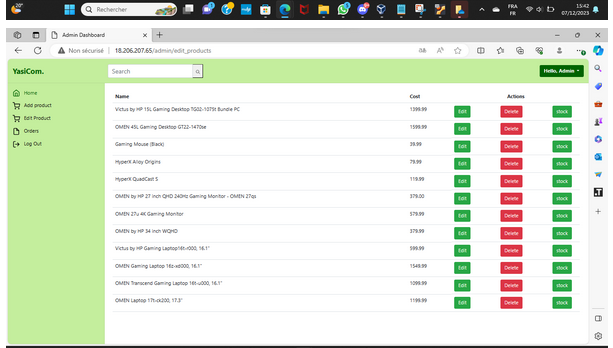 20°
Rechercher
FRA
FR
15:42
07/12/2023
Admin Dashboard
Non sécurisé
18.206.207.65/admin/edit_products
YasiCom.
Search
Hello, Admin
Home
Add product
Edit Product
Orders
Log Out
Name Cost Actions
Victus by HP 15L Gaming Desktop TG02-1075t Bundle PC 1399.99 Edit Delete stock
OMEN 45L Gaming Desktop GT22-1470se 1599.99 Edit Delete stock
Gaming Mouse (Black) 39.99 Edit Delete stock
HyperX Alloy Origins 79.99 Edit Delete stock
HyperX QuadCast S 119.99 Edit Delete stock
OMEN by HP 27 inch QHD 240Hz Gaming Monitor - OMEN 27qs 379.00 Edit Delete stock
OMEN 27u 4K Gaming Monitor 579.99 Edit Delete stock
OMEN by HP 34 inch WQHD 379.99 Edit Delete stock
Victus by HP Gaming Laptop16t-r000, 16.1" 599.99 Edit Delete stock
OMEN Gaming Laptop 16z-xd000, 16.1" 1549.99 Edit Delete stock
OMEN Transcend Gaming Laptop 16t-u000, 16.1" 1099.99 Edit Delete stock
OMEN Laptop 17t-ck200, 17.3" 1199.99 Edit Delete stock